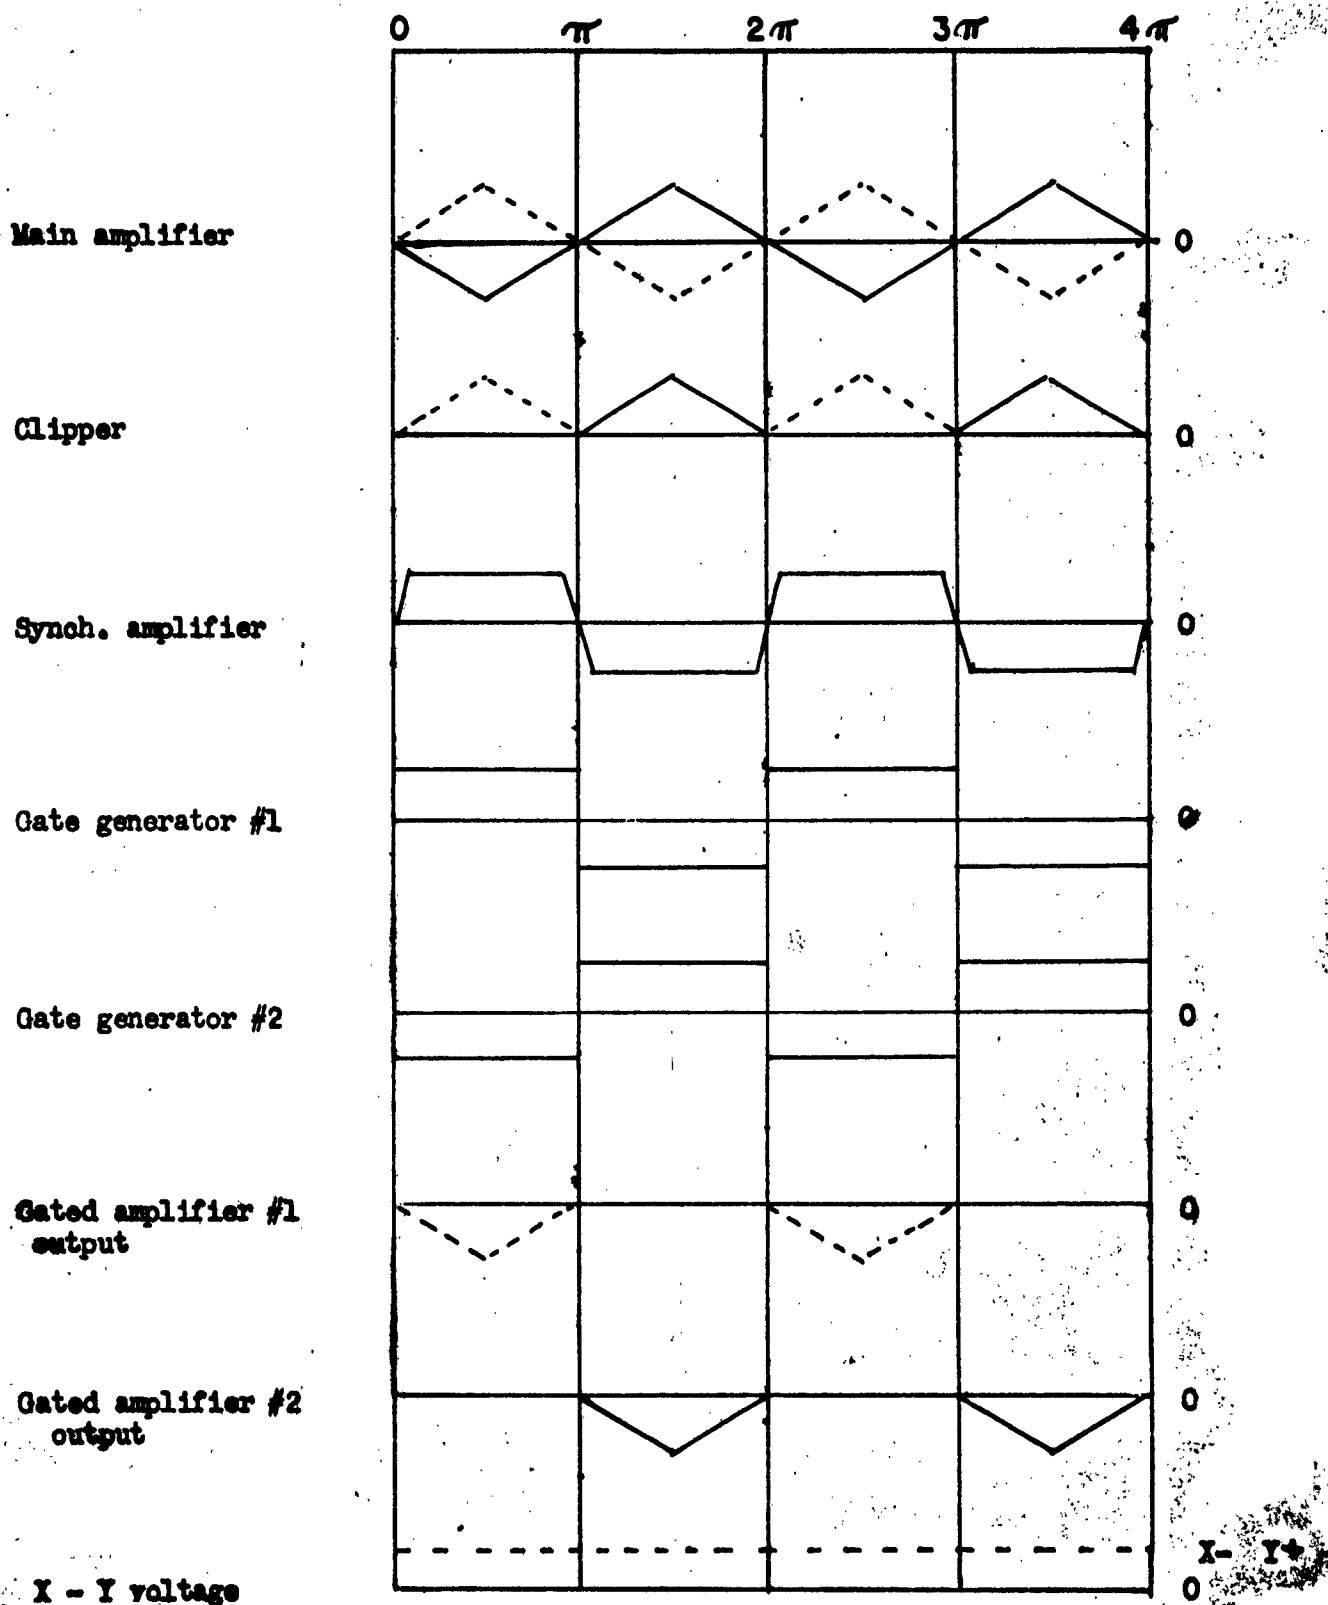 0 π 2π 3π 4π
Main amplifier 0
Clipper 0
Synch. amplifier 0
Gate generator #1 0
Gate generator #2 0
Gated amplifier #1 0
output
Gated amplifier #2 0
output
X- Y+
X - Y voltage 0